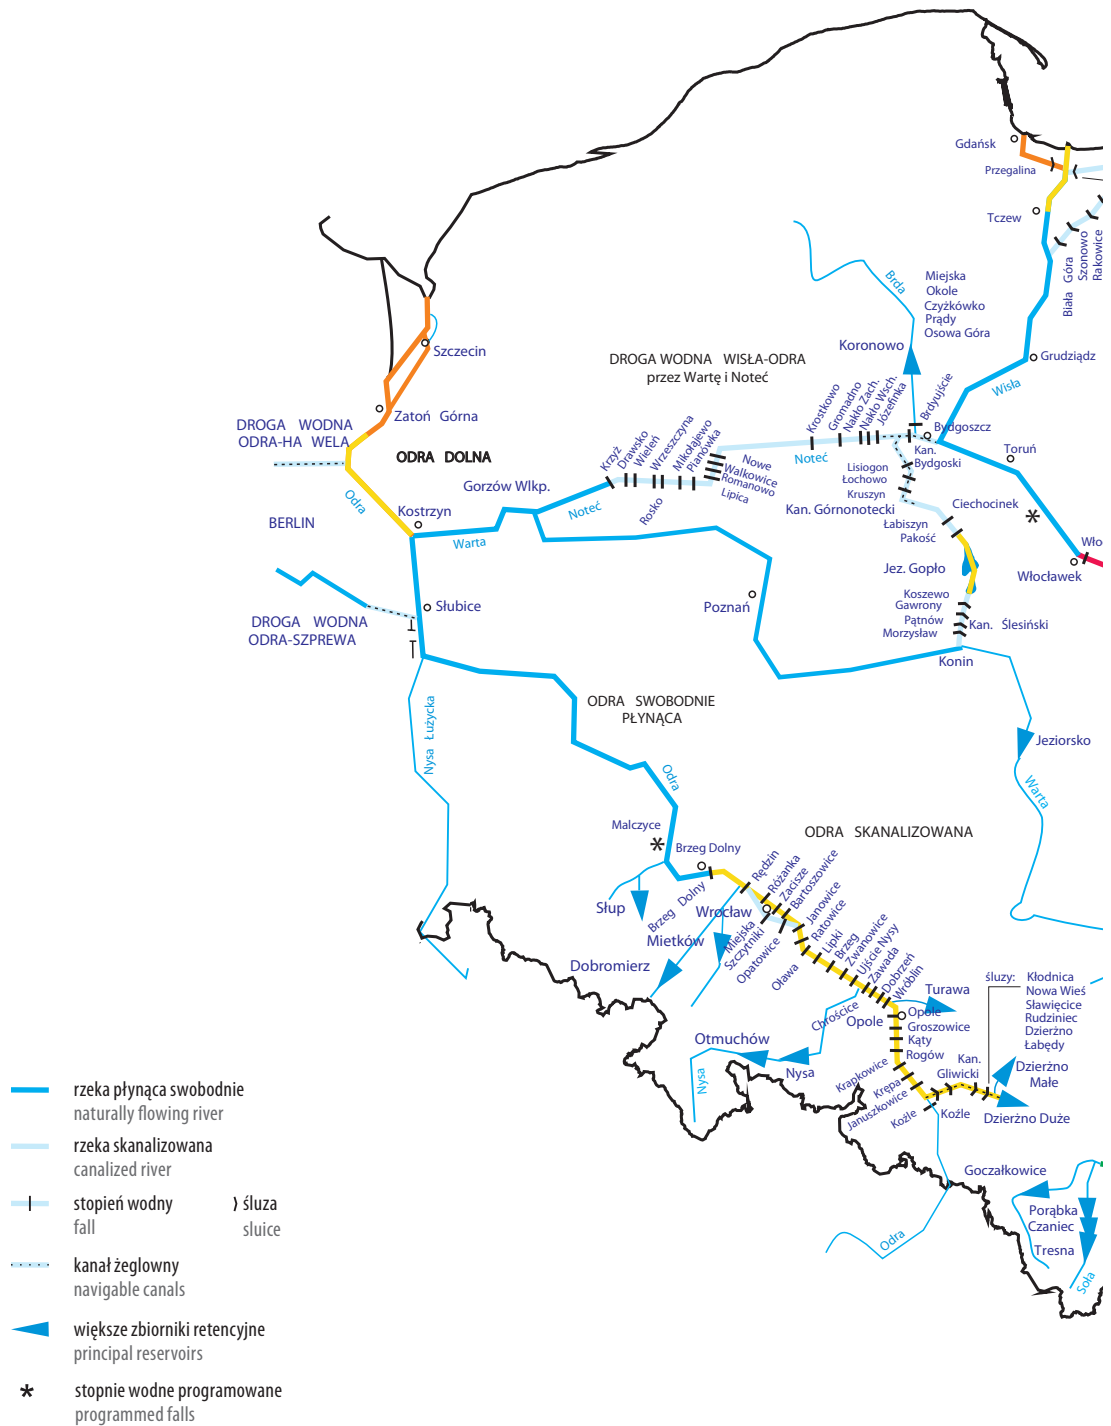 Gdańsk
Przegalina
Tczew
Biała Góra
Szonowo
Rakowice
Brda
Miejska
Okole
Czyżkówko
Prądy
Osowa Góra
Koronowo
Grudziądz
Wisła
Szczecin
DROGA WODNA WISŁA-ODRA
przez Wartę i Noteć
Zatoń Górna
DROGA WODNA
ODRA-HA WELA
ODRA DOLNA
Krostkowo
Gromadno
Nakło Zach.
Nakło Wsch.
Józefinka
Brdyujście
Bydgoszcz
Kan.
Bydgoski
Toruń
Noteć
Krzyż
Drawsko
Wieleń
Wrzeszczyna
Mikołajewo
Pianówka
Rosko
Nowe
Walkowice
Romanowo
Lipica
Lisiogon
Łochowo
Kruszyn
Kan. Górnonotecki
Ciechocinek
Gorzów Wlkp.
Noteć
Odra
Kostrzyn
BERLIN
Warta
Łabiszyn
Pakość
Włocławek
Wło
Jez. Gopło
Poznań
Słubice
DROGA WODNA
ODRA-SZPREWA
Koszewo
Gawrony
Pątnów
Morzysław
Kan. Ślesiński
Konin
Nysa Łużycka
ODRA SWOBODNIE
PŁYNĄCA
Jeziorsko
Warta
Odra
Malczyce
ODRA SKANALIZOWANA
Brzeg Dolny
Brzeg Dolny
Rędzin
Różanka
Zacisze
Bartoszowice
Janowice
Ratowice
Lipki
Brzeg
Zwanowice
Ujście Nysy
Zawada
Dobrzeń
Wróblin
Słup
Wrocław
Mietków
Miejska
Szczytniki
Opatowice
Oława
Dobromierz
Chrościce
Turawa
Opole
Opole
Groszowice
Kąty
Rogów
śluzy:
Kłodnica
Nowa Wieś
Sławięcice
Rudziniec
Dzierżno
Łabędy
Otmuchów
Nysa
Nysa
Krapkowice
Krępa
Januszkowice
Koźle
Koźle
Kan.
Gliwicki
Dzierżno
Małe
Dzierżno Duże
Goczałkowice
Porąbka
Czaniec
Tresna
Soła
Odra
rzeka płynąca swobodnie
naturally flowing river
rzeka skanalizowana
canalized river
stopień wodny
fall
śluza
sluice
kanał żeglowny
navigable canals
większe zbiorniki retencyjne
principal reservoirs
stopnie wodne programowane
programmed falls